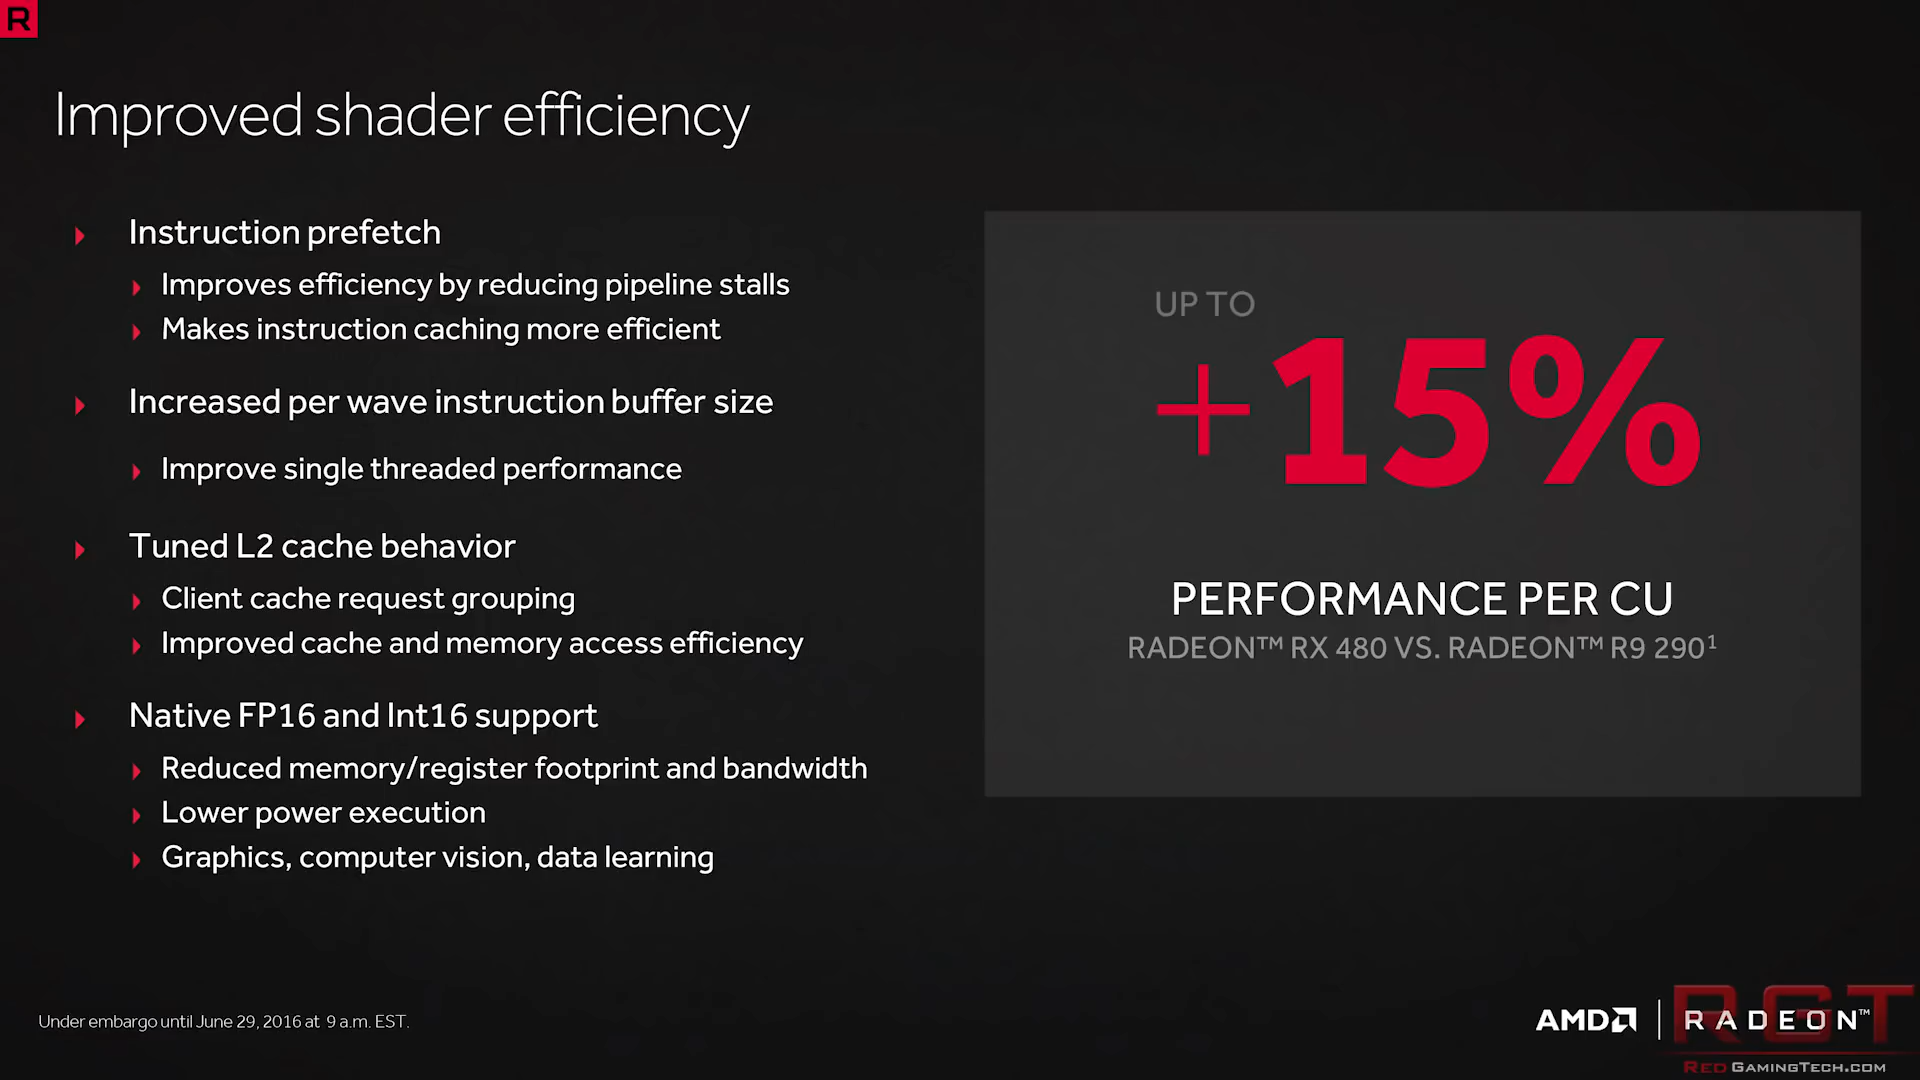 R
Improved shader efficiency
Instruction prefetch
Improves efficiency by reducing pipeline stalls
Makes instruction caching more efficient
Increased per wave instruction buffer size
Improve single threaded performance
Tuned L2 cache behavior
Client cache request grouping
Improved cache and memory access efficiency
Native FP16 and Int16 support
Reduced memory/register footprint and bandwidth
Lower power execution
Graphics, computer vision, data learning
UP TO
+15%
PERFORMANCE PER CU
RADEON™ RX 480 VS. RADEON™ R9 290¹
Under embargo until June 29, 2016 at 9 a.m. EST.
AMD | RADEON™
RGT
RED GAMINGTECH.COM